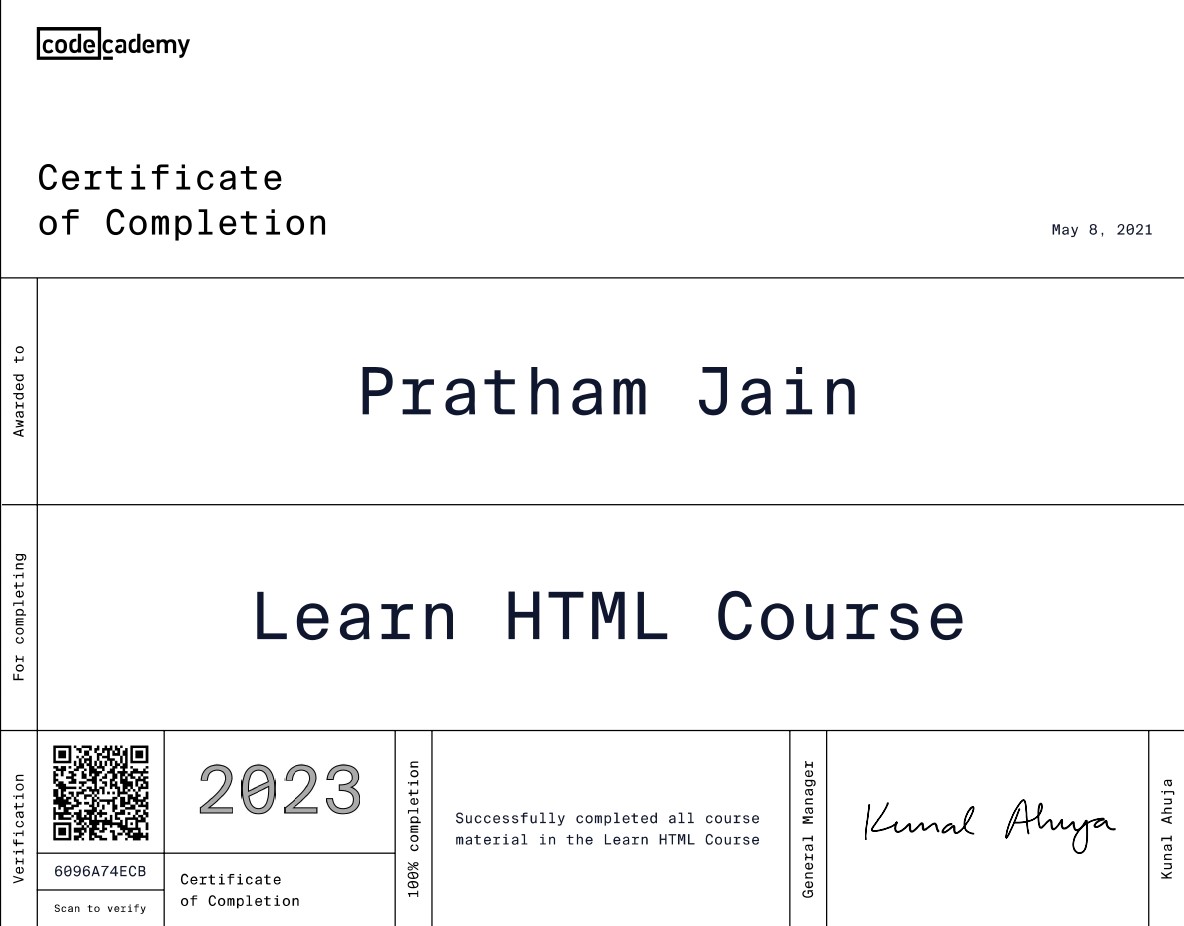 codecademy
Certificate
of Completion
May 8, 2021
Awarded to
Pratham Jain
For completing
Learn HTML Course
Verification
6096A74ECB
Scan to verify
2023
Certificate
of Completion
100% completion
Successfully completed all course
material in the Learn HTML Course
General Manager
Kunal Ahuja
Kunal Ahuja